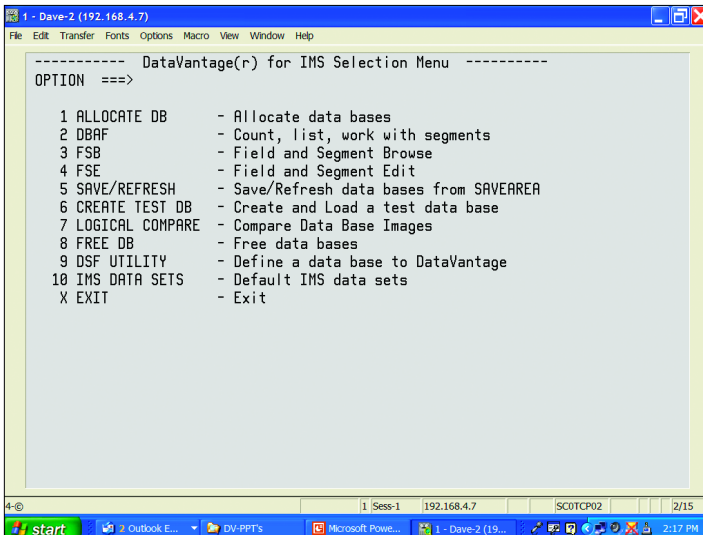 1 - Dave-2 (192.168.4.7)
File Edit Transfer Fonts Options Macro View Window Help
----------- DataVantage(r) for IMS Selection Menu ----------
OPTION ===>
1 ALLOCATE DB - Allocate data bases
2 DBAF - Count, list, work with segments
3 FSB - Field and Segment Browse
4 FSE - Field and Segment Edit
5 SAVE/REFRESH - Save/Refresh data bases from SAVEAREA
6 CREATE TEST DB - Create and Load a test data base
7 LOGICAL COMPARE - Compare Data Base Images
8 FREE DB - Free data bases
9 DSF UTILITY - Define a data base to DataVantage
10 IMS DATA SETS - Default IMS data sets
X EXIT - Exit
4-© 1 Sess-1 192.168.4.7 SC0TCP02 2/15
start 2 Outlook E... DV-PPT's Microsoft Powe... 1 - Dave-2 (19... 2:17 PM